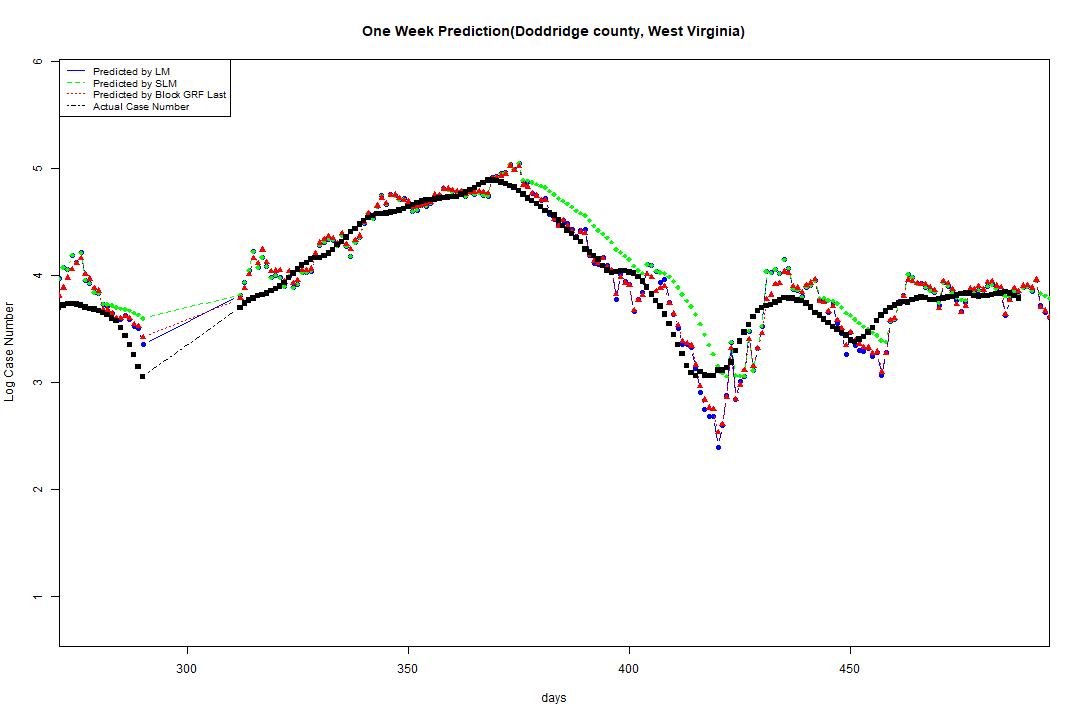 One Week Prediction(Doddridge county, West Virginia)
Predicted by LM
Predicted by SLM
Predicted by Block GRF Last
Actual Case Number
6
5
4
3
2
1
Log Case Number
300 350 400 450
days